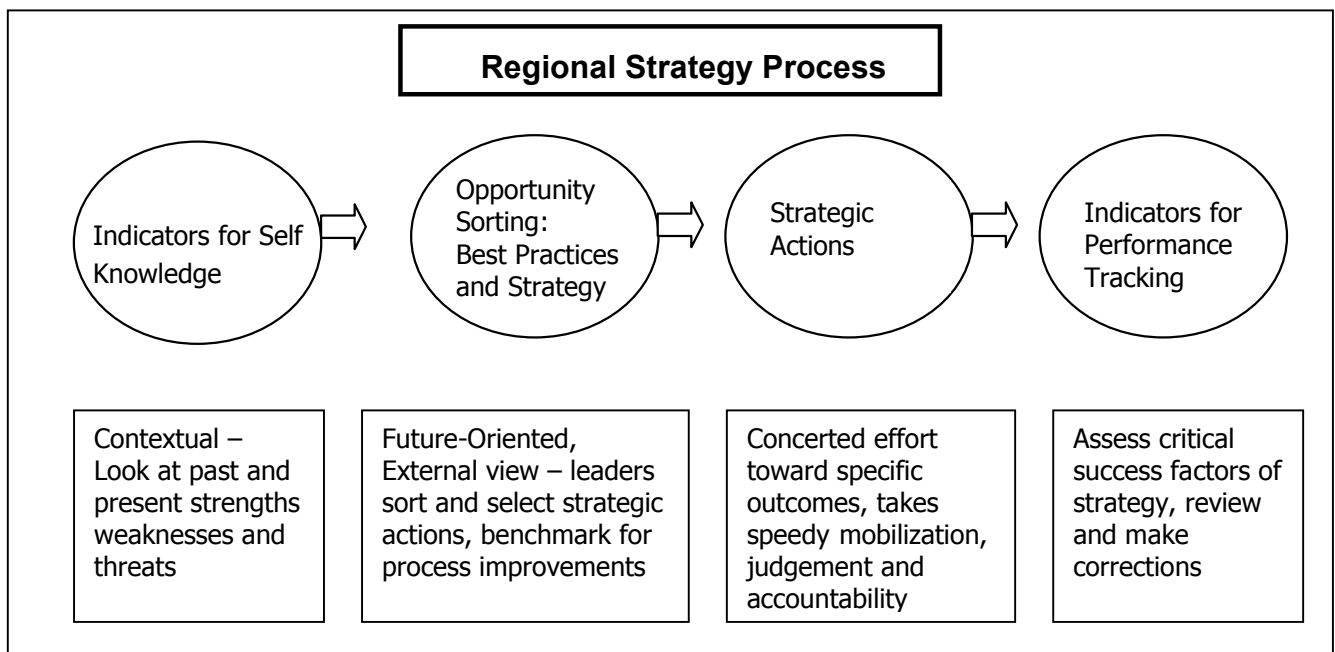 Regional Strategy Process
Indicators for Self
Knowledge
Opportunity
Sorting:
Best Practices
and Strategy
Strategic
Actions
Indicators for
Performance
Tracking
Contextual –
Look at past and
present strengths
weaknesses and
threats
Future-Oriented,
External view – leaders
sort and select strategic
actions, benchmark for
process improvements
Concerted effort
toward specific
outcomes, takes
speedy mobilization,
judgement and
accountability
Assess critical
success factors of
strategy, review
and make
corrections